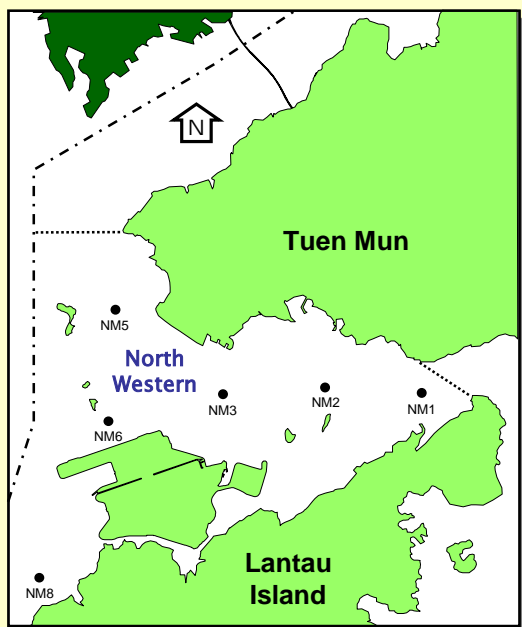 N
Tuen Mun
NM5
North
Western
NM3
NM2
NM1
NM6
Lantau
Island
NM8